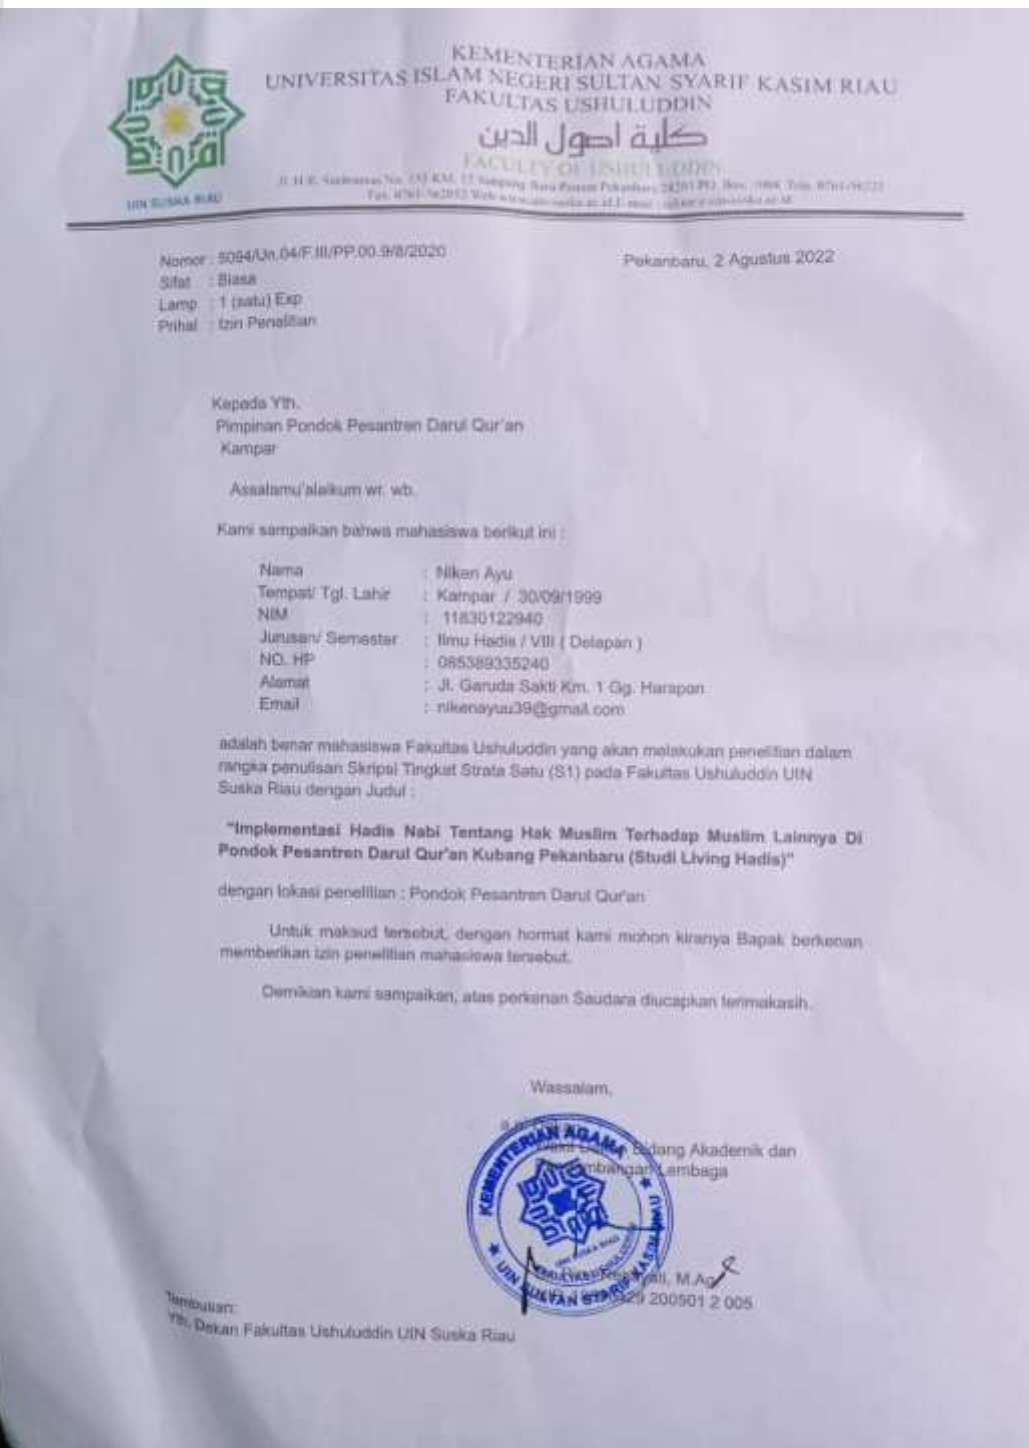 KEMENTERIAN AGAMA
UNIVERSITAS ISLAM NEGERI SULTAN SYARIF KASIM RIAU
FAKULTAS USHULUDDIN
كلية اصول الدين
FACULTY OF USHULUDDIN
UIN SUSKA RIAU
Nomor : 5094/Un.04/F.III/PP.00.9/8/2020
Pekanbaru, 2 Agustus 2022
Sifat : Biasa
Lamp : 1 (satu) Exp
Prihal : Izin Penelitian
Kepada Yth.
Pimpinan Pondok Pesantren Darul Qur'an
Kampar
Assalamu'alaikum wr. wb.
Kami sampaikan bahwa mahasiswa berikut ini :
Nama : Niken Ayu
Tempat/ Tgl. Lahir : Kampar / 30/09/1999
NIM : 11830122940
Jurusan/ Semester : Ilmu Hadis / VIII ( Delapan )
NO. HP : 085389335240
Alamat : Jl. Garuda Sakti Km. 1 Gg. Harapan
Email : nikenayuu39@gmail.com
adalah benar mahasiswa Fakultas Ushuluddin yang akan melakukan penelitian dalam
rangka penulisan Skripsi Tingkat Strata Satu (S1) pada Fakultas Ushuluddin UIN
Suska Riau dengan Judul :
"Implementasi Hadis Nabi Tentang Hak Muslim Terhadap Muslim Lainnya Di
Pondok Pesantren Darul Qur'an Kubang Pekanbaru (Studi Living Hadis)"
dengan lokasi penelitian : Pondok Pesantren Darul Qur'an
Untuk maksud tersebut, dengan hormat kami mohon kiranya Bapak berkenan
memberikan izin penelitian mahasiswa tersebut.
Demikian kami sampaikan, atas perkenan Saudara diucapkan terimakasih.
Wassalam,
Bidang Akademik dan
Lembaga
KEMENTERIAN AGAMA
UIN SULTAN SYARIF KASIM RIAU
M.Ag
200501 2 005
Tembusan:
Yth. Dekan Fakultas Ushuluddin UIN Suska Riau